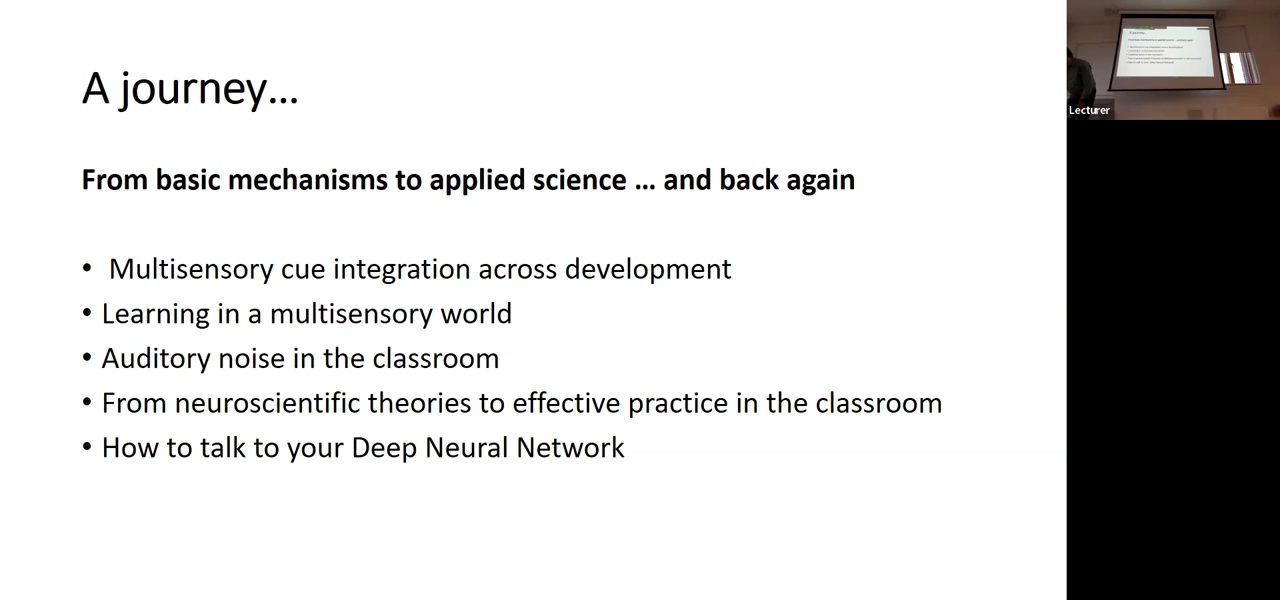 A journey...
From basic mechanisms to applied science ... and back again
• Multisensory cue integration across development
• Learning in a multisensory world
• Auditory noise in the classroom
• From neuroscientific theories to effective practice in the classroom
• How to talk to your Deep Neural Network
Lecturer